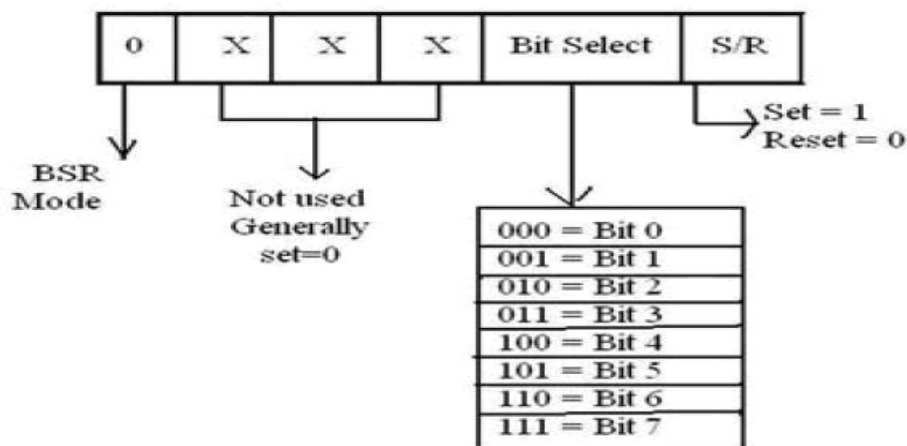 0 X X X Bit Select S/R
Set = 1
Reset = 0
BSR
Mode
Not used
Generally
set=0
000 = Bit 0
001 = Bit 1
010 = Bit 2
011 = Bit 3
100 = Bit 4
101 = Bit 5
110 = Bit 6
111 = Bit 7